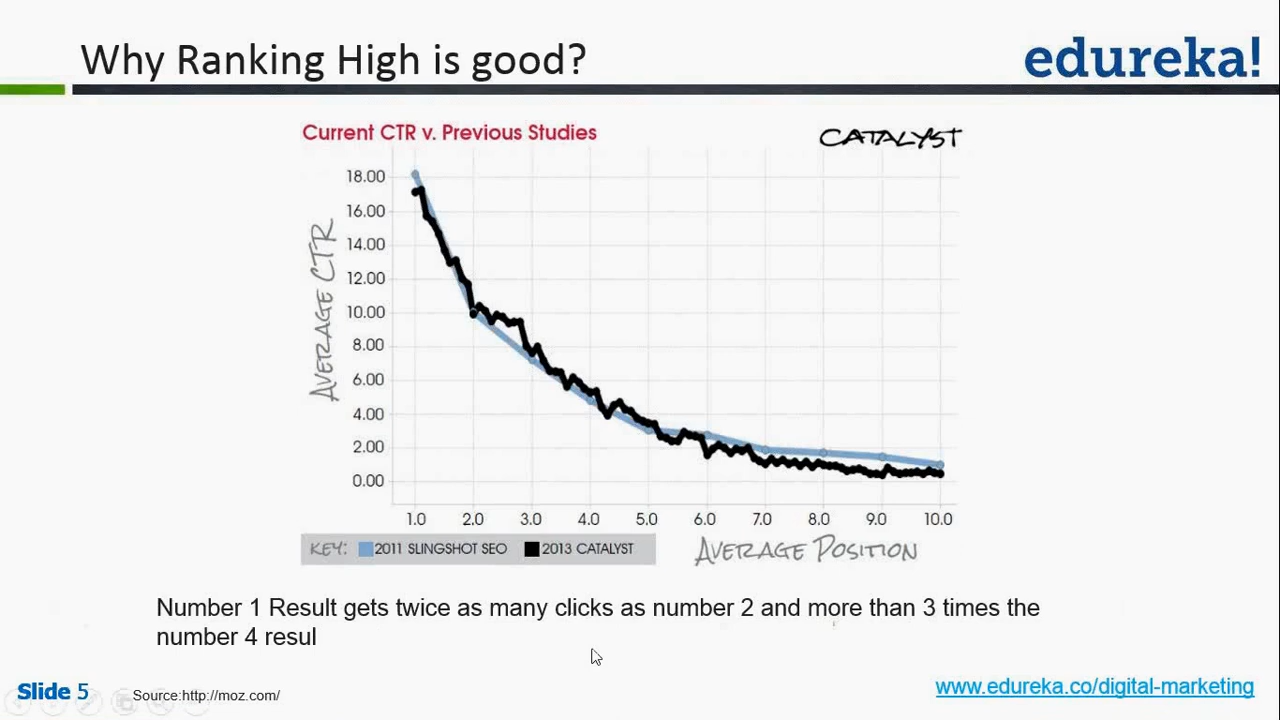 Why Ranking High is good?
edureka!
Current CTR v. Previous Studies
CATALYST
AVERAGE CTR
18.00
16.00
14.00
12.00
10.00
8.00
6.00
4.00
2.00
0.00
1.0 2.0 3.0 4.0 5.0 6.0 7.0 8.0 9.0 10.0
KEY: 2011 SLINGSHOT SEO 2013 CATALYST
AVERAGE POSITION
Number 1 Result gets twice as many clicks as number 2 and more than 3 times the
number 4 resul
Slide 5
Source:http://moz.com/
www.edureka.co/digital-marketing